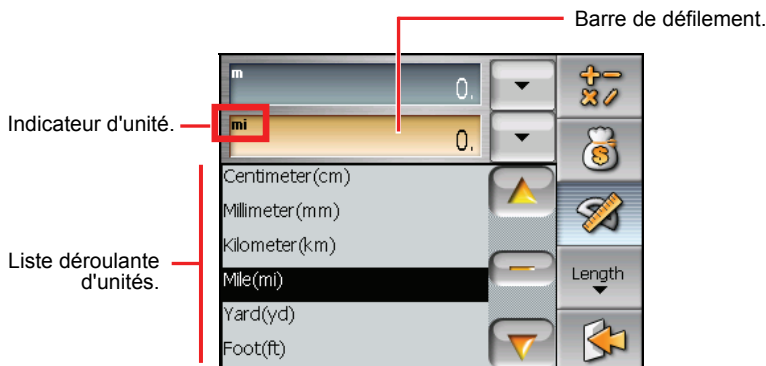 Barre de défilement.
m
0.
Indicateur d'unité.
mi
0.
Centimeter(cm)
Millimeter(mm)
Kilometer(km)
Liste déroulante
d'unités.
Mile(mi)
Length
Yard(yd)
Foot(ft)